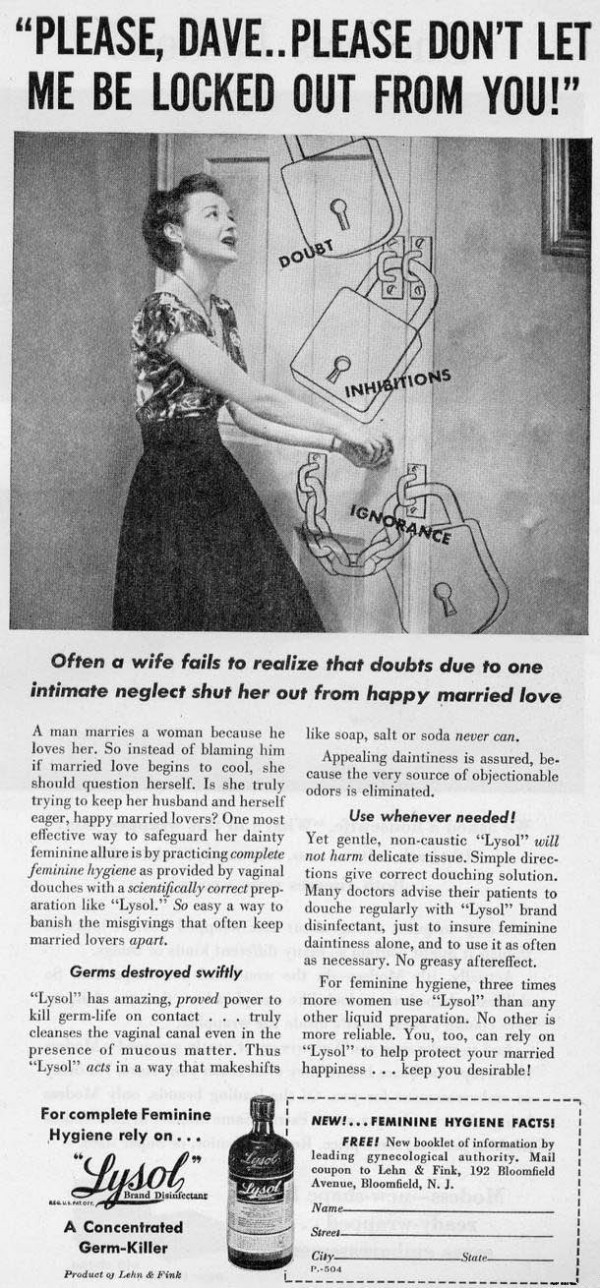 “PLEASE, DAVE..PLEASE DON’T LET
ME BE LOCKED OUT FROM YOU!”
DOUBT
INHIBITIONS
IGNORANCE
Often a wife fails to realize that doubts due to one
intimate neglect shut her out from happy married love
A man marries a woman because he
loves her. So instead of blaming him
if married love begins to cool, she
should question herself. Is she truly
trying to keep her husband and herself
eager, happy married lovers? One most
effective way to safeguard her dainty
feminine allure is by practicing complete
feminine hygiene as provided by vaginal
douches with a scientifically correct prep-
aration like “Lysol.” So easy a way to
banish the misgivings that often keep
married lovers apart.
Germs destroyed swiftly
“Lysol” has amazing, proved power to
kill germ-life on contact . . . truly
cleanses the vaginal canal even in the
presence of mucous matter. Thus
“Lysol” acts in a way that makeshifts
like soap, salt or soda never can.
Appealing daintiness is assured, be-
cause the very source of objectionable
odors is eliminated.
Use whenever needed!
Yet gentle, non-caustic “Lysol” will
not harm delicate tissue. Simple direc-
tions give correct douching solution.
Many doctors advise their patients to
douche regularly with “Lysol” brand
disinfectant, just to insure feminine
daintiness alone, and to use it as often
as necessary. No greasy aftereffect.
For feminine hygiene, three times
more women use “Lysol” than any
other liquid preparation. No other is
more reliable. You, too, can rely on
“Lysol” to help protect your married
happiness . . . keep you desirable!
For complete Feminine
Hygiene rely on . . .
“Lysol”
REG. U.S. PAT. OFF.
Brand Disinfectant
A Concentrated
Germ-Killer
Product of Lehn & Fink
Lysol
Lysol
NEW!...FEMININE HYGIENE FACTS!
FREE! New booklet of information by
leading gynecological authority. Mail
coupon to Lehn & Fink, 192 Bloomfield
Avenue, Bloomfield, N. J.
Name
Street
City State
P.-504